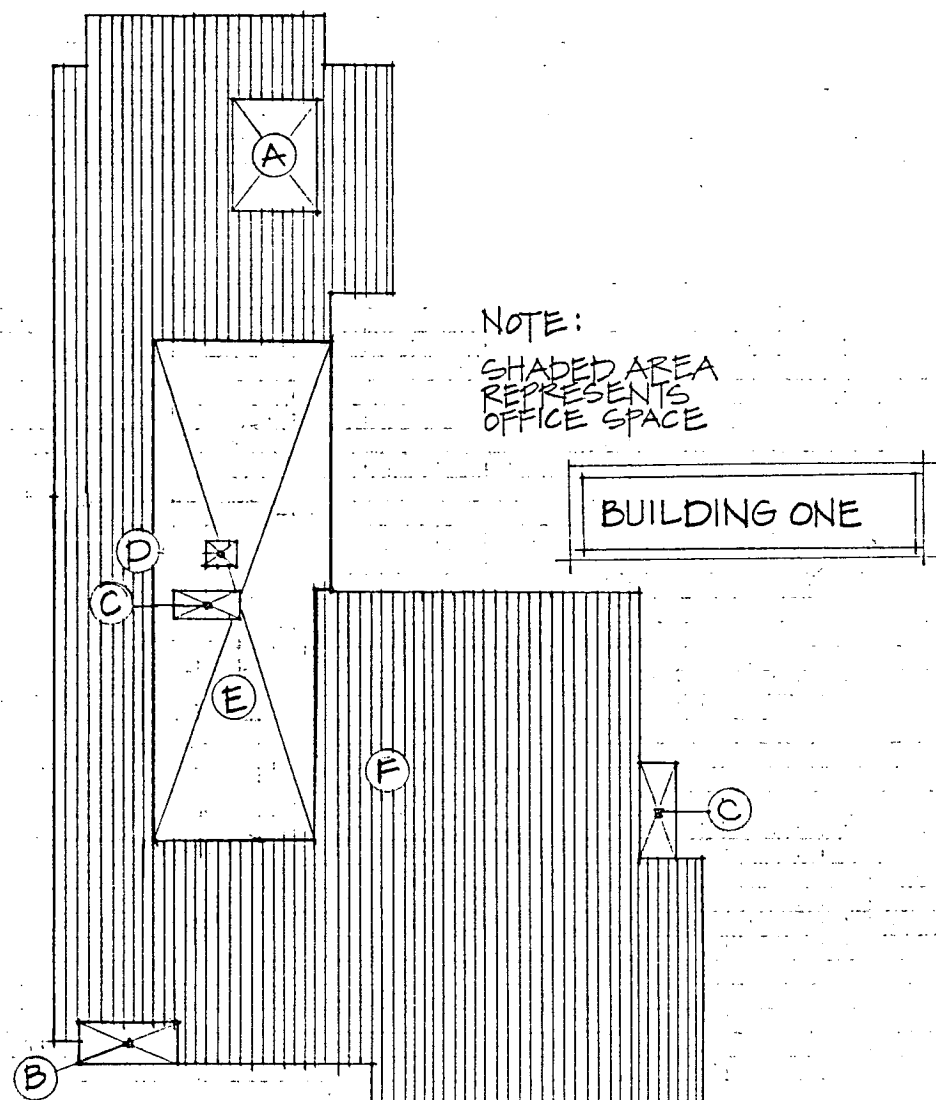 A
NOTE:
SHADED AREA
REPRESENTS
OFFICE SPACE
BUILDING ONE
D
C
E
F
C
B